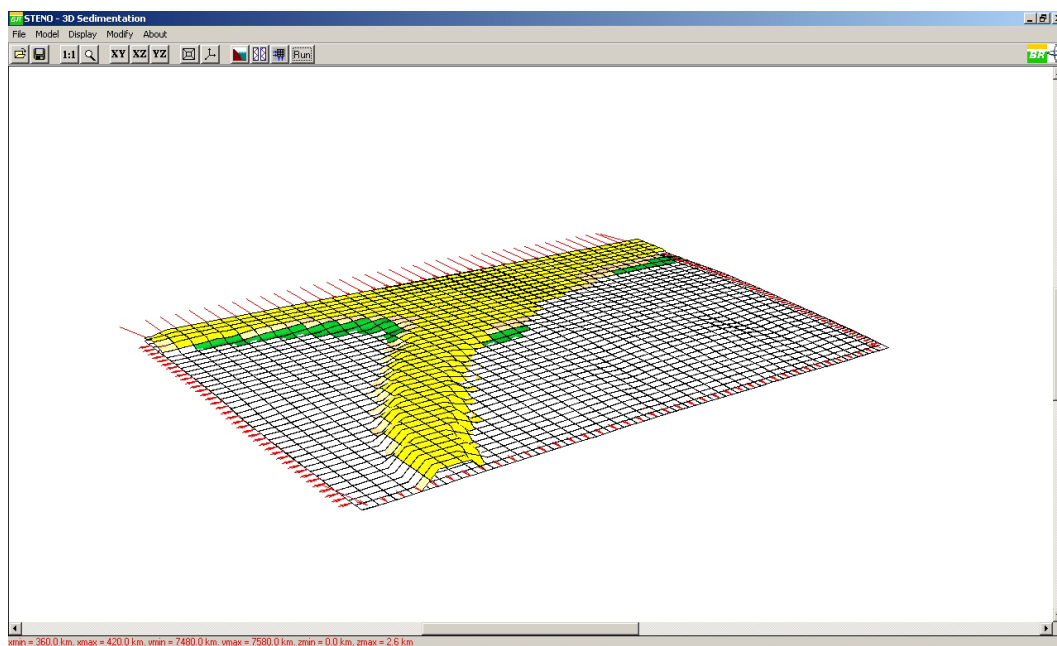 STENO - 3D Sedimentation
File Model Display Modify About
1:1 XY XZ YZ Run
BR
xmin = 360.0 km, xmax = 420.0 km, ymin = 7480.0 km, ymax = 7580.0 km, zmin = 0.0 km, zmax = 2.6 km